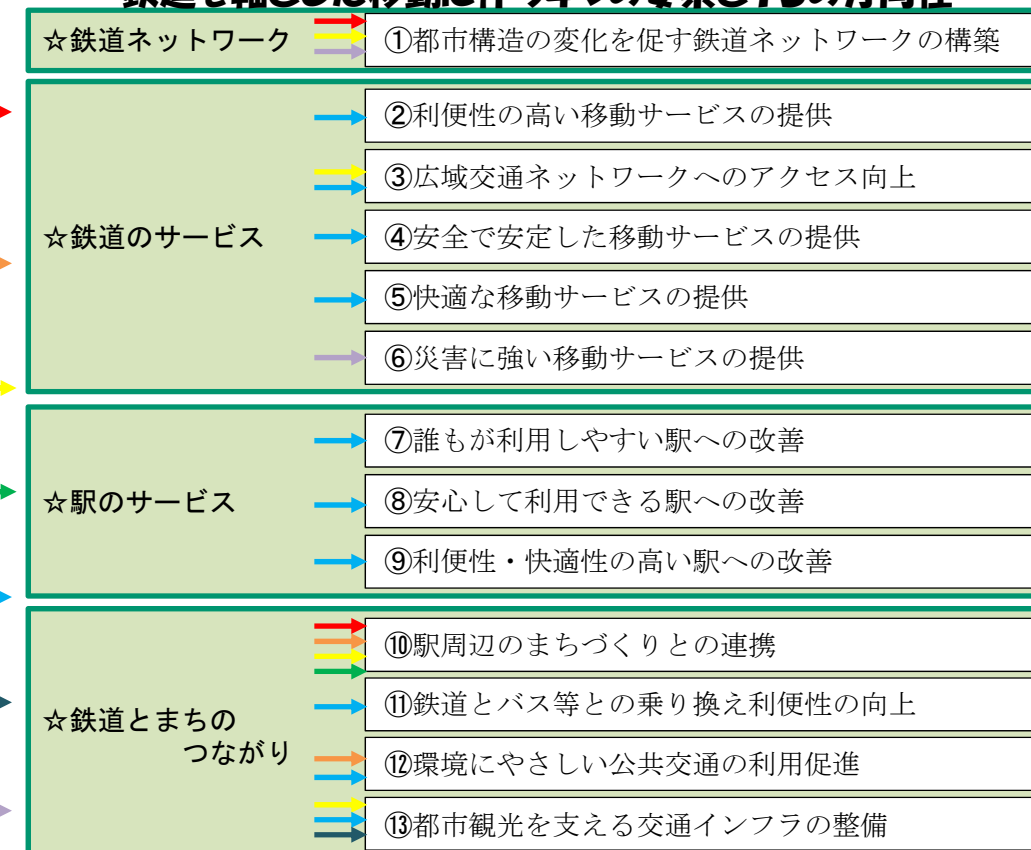 ☆鉄道ネットワーク
①都市構造の変化を促す鉄道ネットワークの構築
☆鉄道のサービス
②利便性の高い移動サービスの提供
③広域交通ネットワークへのアクセス向上
④安全で安定した移動サービスの提供
⑤快適な移動サービスの提供
⑥災害に強い移動サービスの提供
☆駅のサービス
⑦誰もが利用しやすい駅への改善
⑧安心して利用できる駅への改善
⑨利便性・快適性の高い駅への改善
☆鉄道とまちの
つながり
⑩駅周辺のまちづくりとの連携
⑪鉄道とバス等との乗り換え利便性の向上
⑫環境にやさしい公共交通の利用促進
⑬都市観光を支える交通インフラの整備